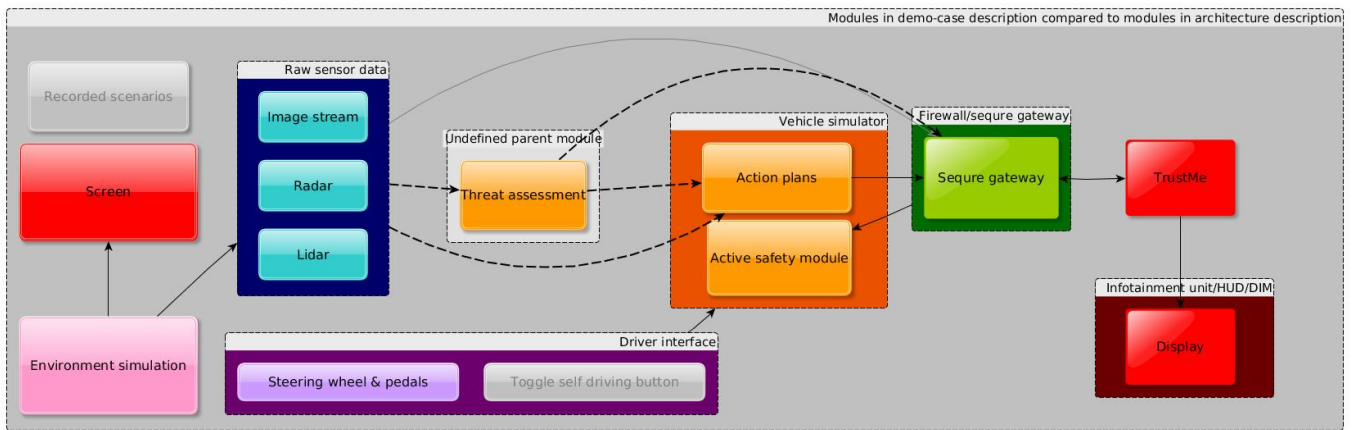 Modules in demo-case description compared to modules in architecture description
Recorded scenarios
Screen
Environment simulation
Raw sensor data
Image stream
Radar
Lidar
Undefined parent module
Threat assessment
Vehicle simulator
Action plans
Active safety module
Driver interface
Steering wheel & pedals
Toggle self driving button
Firewall/sequre gateway
Sequre gateway
TrustMe
Infotainment unit/HUD/DIM
Display